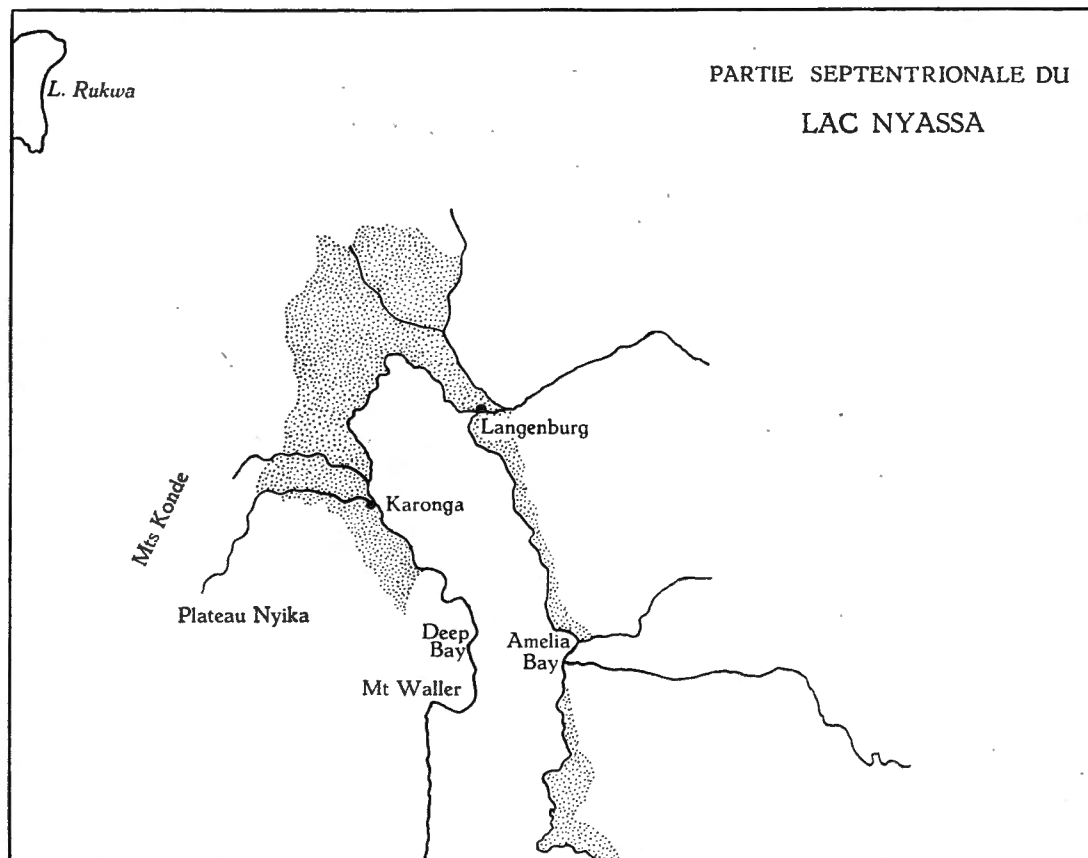 L. Rukwa
PARTIE SEPTENTRIONALE DU
LAC NYASSA
Langenburg
Mts Konde
Karonga
Plateau Nyika
Deep
Bay
Amelia
Bay
Mt Waller